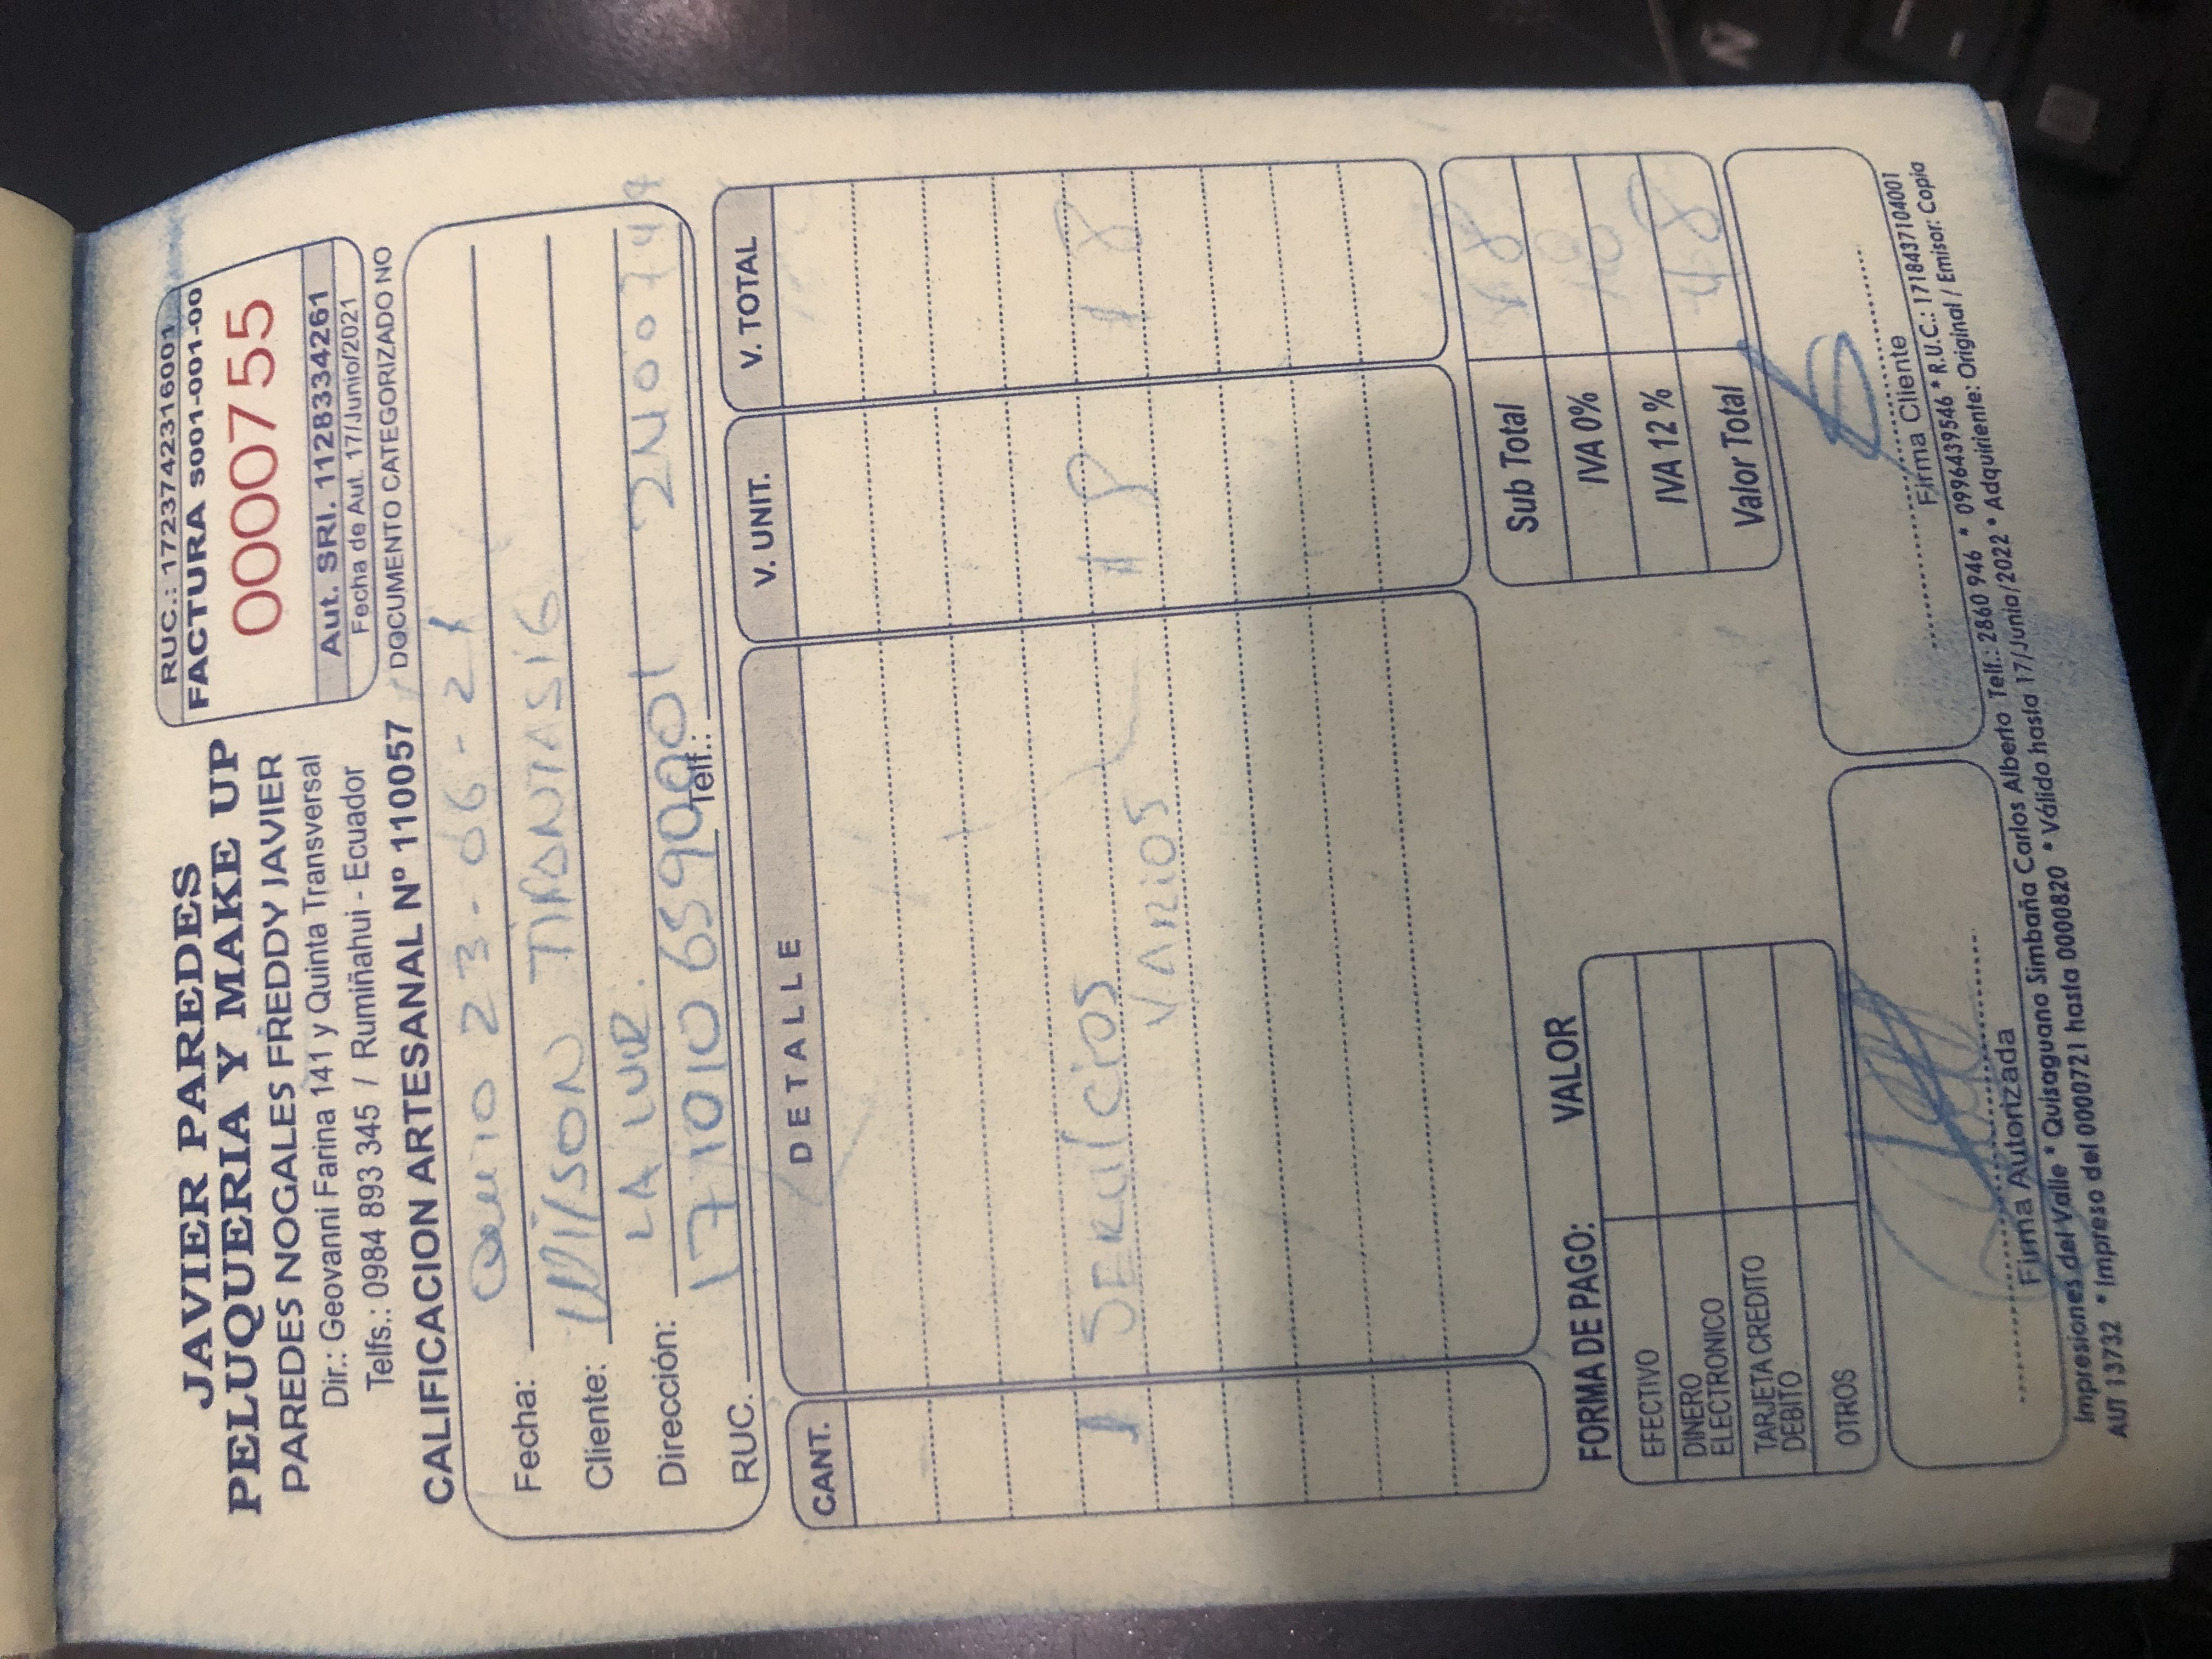 JAVIER PAREDES
PELUQUERIA Y MAKE UP
PAREDES NOGALES FREDDY JAVIER
Dir.: Geovanni Farina 141 y Quinta Transversal
Telfs.: 0984 893 345 / Rumiñahui - Ecuador
CALIFICACION ARTESANAL Nº 110057
RUC.: 1723742316001
FACTURA S001-001-00
0000755
Aut. SRI. 1128334261
Fecha de Aut. 17/Junio/2021
DOCUMENTO CATEGORIZADO NO
Fecha: Quito 23-06-21
Cliente: Wilson TIPANTASIG
Dirección: LA LUZ.
RUC. 1710106590001 Telf.:
CANT. DETALLE V. UNIT. V. TOTAL
1 SERVICIOS 18 18
VARIOS
Sub Total 18
IVA 0% 18
IVA 12 %
Valor Total 18
FORMA DE PAGO: VALOR
EFECTIVO
DINERO
ELECTRONICO
TARJETA CREDITO
DEBITO
OTROS
Firma Autorizada
Firma Cliente
Impresiones del Valle * Quisaguano Simbaña Carlos Alberto Telf.: 2860 946 * 0996439546 * R.U.C.: 1718437104001
AUT 13732 * Impreso del 0000721 hasta 0000820 * Válido hasta 17/Junio/2022 * Adquiriente: Original / Emisor: Copia
Ñ